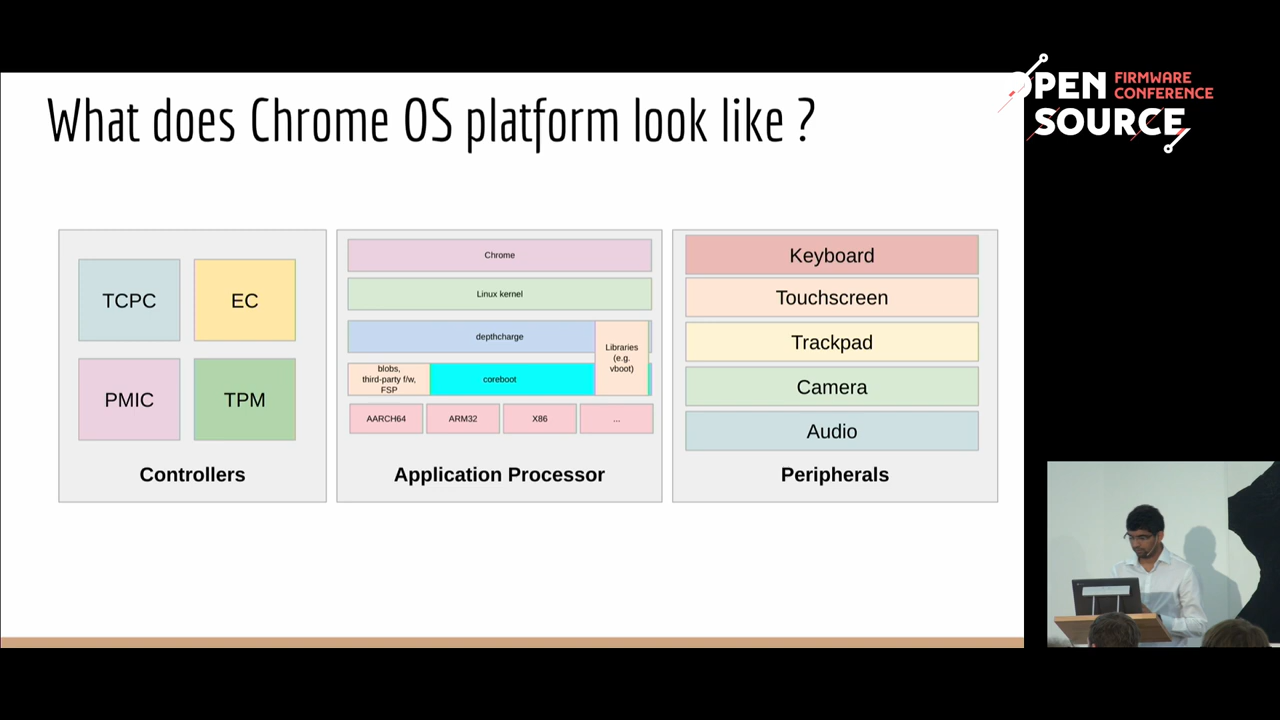 What does Chrome OS platform look like ?
OPEN FIRMWARE
CONFERENCE
SOURCE
TCPC
EC
PMIC
TPM
Controllers
Chrome
Linux kernel
depthcharge
Libraries
(e.g.
vboot)
blobs,
third-party f/w,
FSP
coreboot
AARCH64
ARM32
X86
...
Application Processor
Keyboard
Touchscreen
Trackpad
Camera
Audio
Peripherals